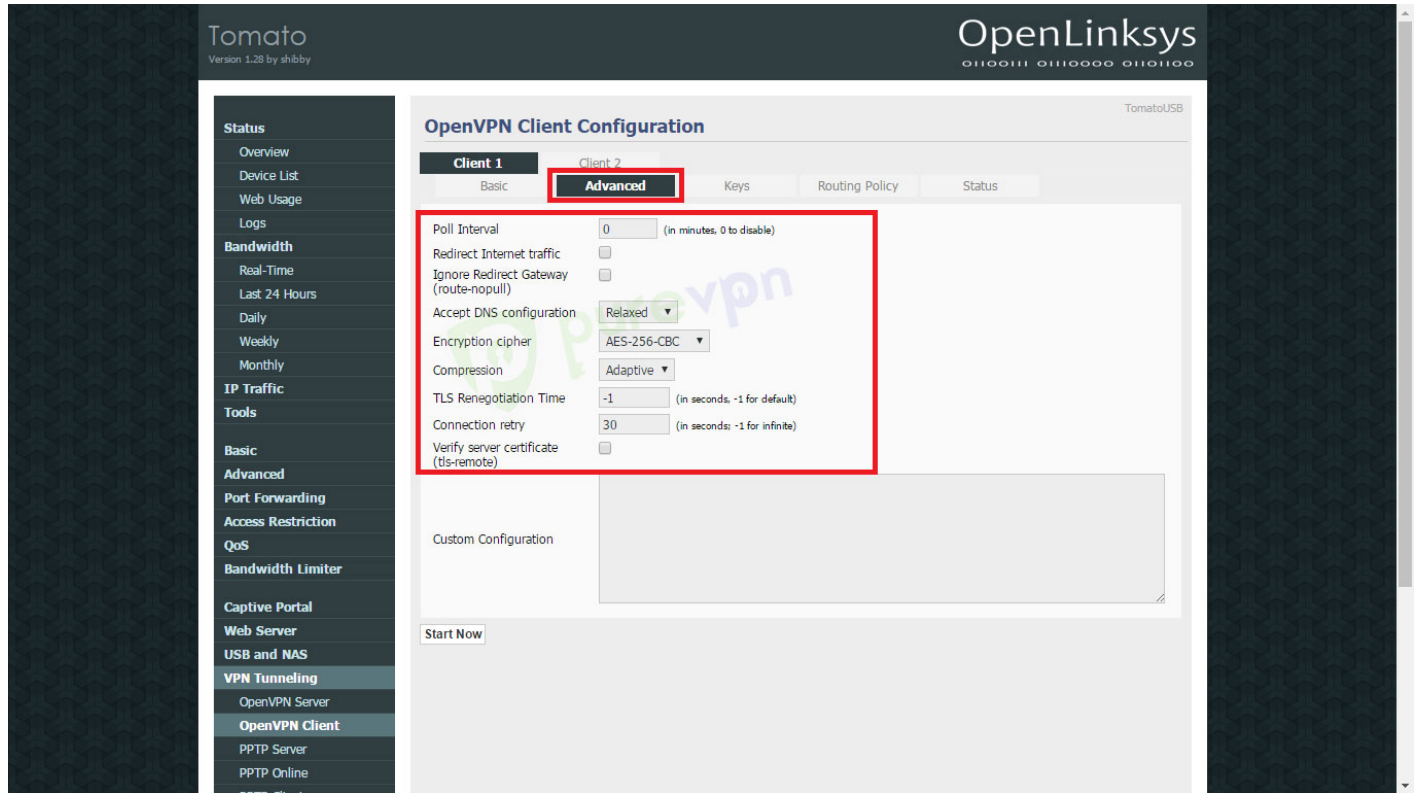 Tomato
Version 1.28 by shibby
OpenLinksys
01100111 01110000 01101100
TomatoUSB
Status
Overview
Device List
Web Usage
Logs
Bandwidth
Real-Time
Last 24 Hours
Daily
Weekly
Monthly
IP Traffic
Tools
Basic
Advanced
Port Forwarding
Access Restriction
QoS
Bandwidth Limiter
Captive Portal
Web Server
USB and NAS
VPN Tunneling
OpenVPN Server
OpenVPN Client
PPTP Server
PPTP Online
OpenVPN Client Configuration
Client 1 Client 2
Basic Advanced Keys Routing Policy Status
Poll Interval 0 (in minutes, 0 to disable)
Redirect Internet traffic
Ignore Redirect Gateway
(route-nopull)
Accept DNS configuration Relaxed
Encryption cipher AES-256-CBC
Compression Adaptive
TLS Renegotiation Time -1 (in seconds, -1 for default)
Connection retry 30 (in seconds; -1 for infinite)
Verify server certificate
(tls-remote)
Custom Configuration
Start Now
purevpn